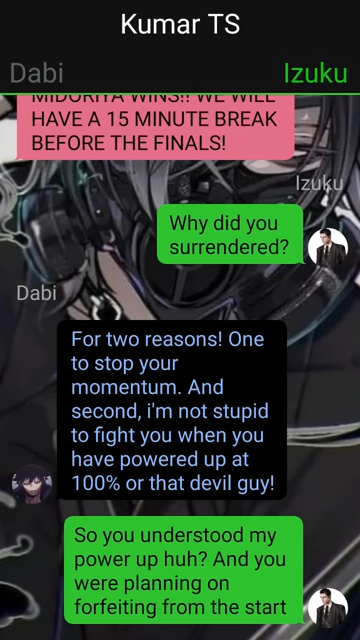 Kumar TS
Dabi
Izuku
MIDORIYA WINS!! WE WILL
HAVE A 15 MINUTE BREAK
BEFORE THE FINALS!
Izuku
Why did you
surrendered?
Dabi
For two reasons! One
to stop your
momentum. And
second, i'm not stupid
to fight you when you
have powered up at
100% or that devil guy!
So you understood my
power up huh? And you
were planning on
forfeiting from the start